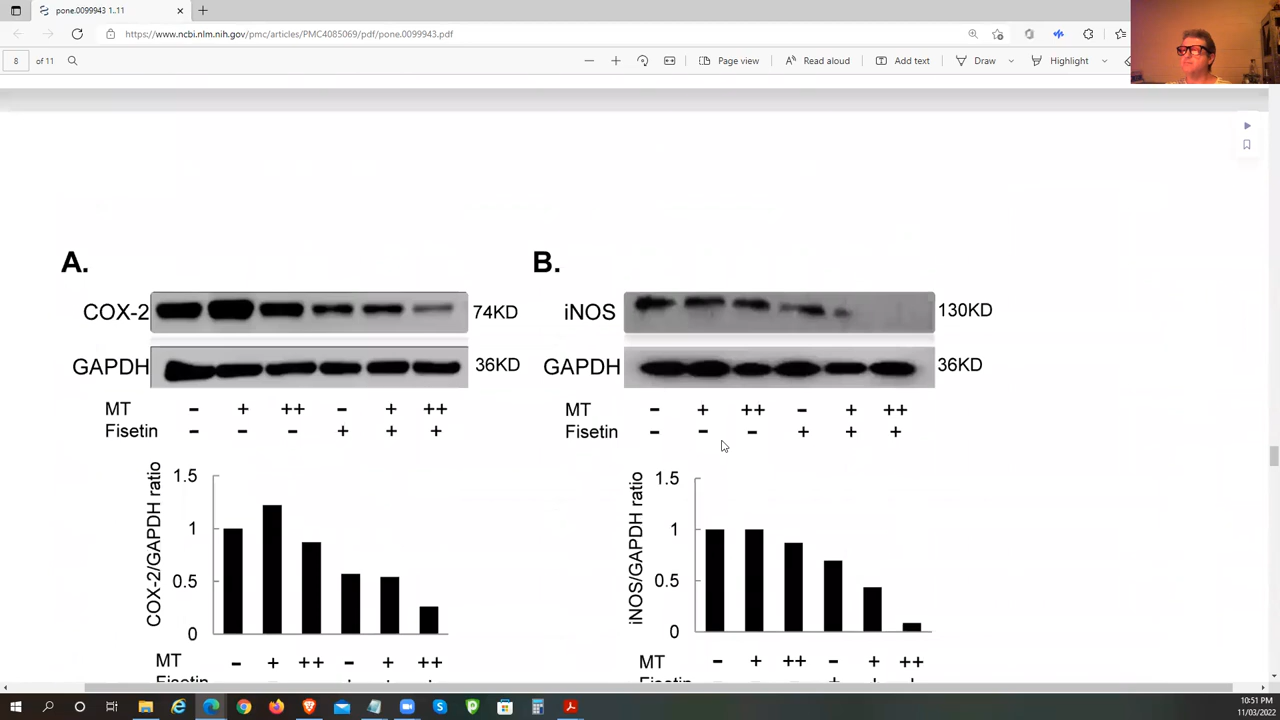 pone.0099943 1..11
https://www.ncbi.nlm.nih.gov/pmc/articles/PMC4085069/pdf/pone.0099943.pdf
8 of 11
Page view
Read aloud
Add text
Draw
Highlight
A.
COX-2 74KD
GAPDH 36KD
MT - + ++ - + ++
Fisetin - - - + + +
COX-2/GAPDH ratio
1.5
1
0.5
0
MT - + ++ - + ++
Fisetin
B.
iNOS 130KD
GAPDH 36KD
MT - + ++ - + ++
Fisetin - - - + + +
iNOS/GAPDH ratio
1.5
1
0.5
0
MT - + ++ - + ++
10:51 PM
11/03/2022